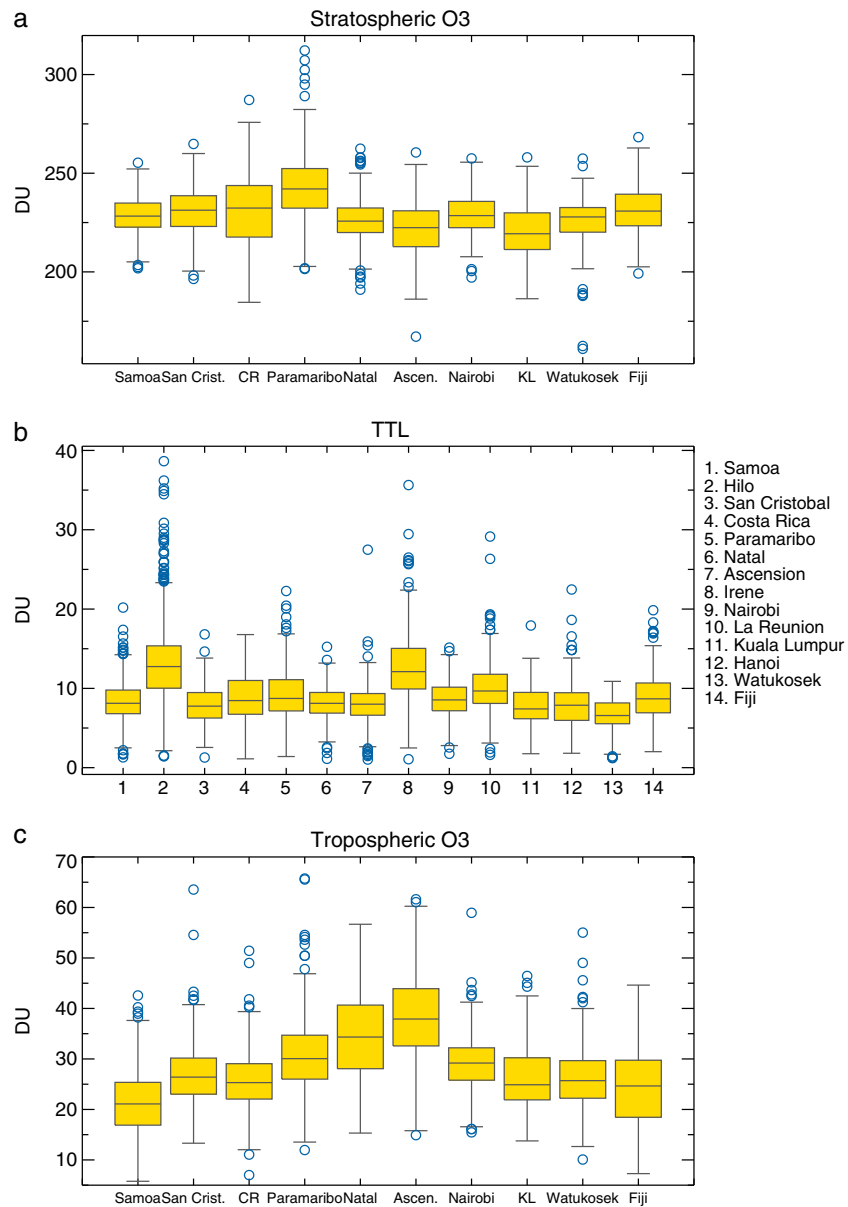 a
Stratospheric O3
300
250
200
DU
Samoa San Crist. CR Paramaribo Natal Ascen. Nairobi KL Watukosek Fiji
b
TTL
40
30
20
10
0
DU
1 2 3 4 5 6 7 8 9 10 11 12 13 14
1. Samoa
2. Hilo
3. San Cristobal
4. Costa Rica
5. Paramaribo
6. Natal
7. Ascension
8. Irene
9. Nairobi
10. La Reunion
11. Kuala Lumpur
12. Hanoi
13. Watukosek
14. Fiji
c
Tropospheric O3
70
60
50
40
30
20
10
DU
Samoa San Crist. CR Paramaribo Natal Ascen. Nairobi KL Watukosek Fiji